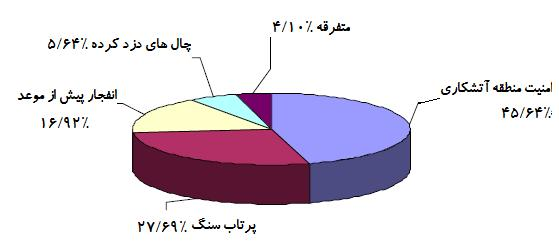 متفرقه ۴/۱۰٪
چال های دزد کرده ۵/۶۴٪
امنیت منطقه آتشکاری
۴۵/۶۴٪
انفجار پیش از موعد
۱۶/۹۲٪
پرتاب سنگ ۲۷/۶۹٪